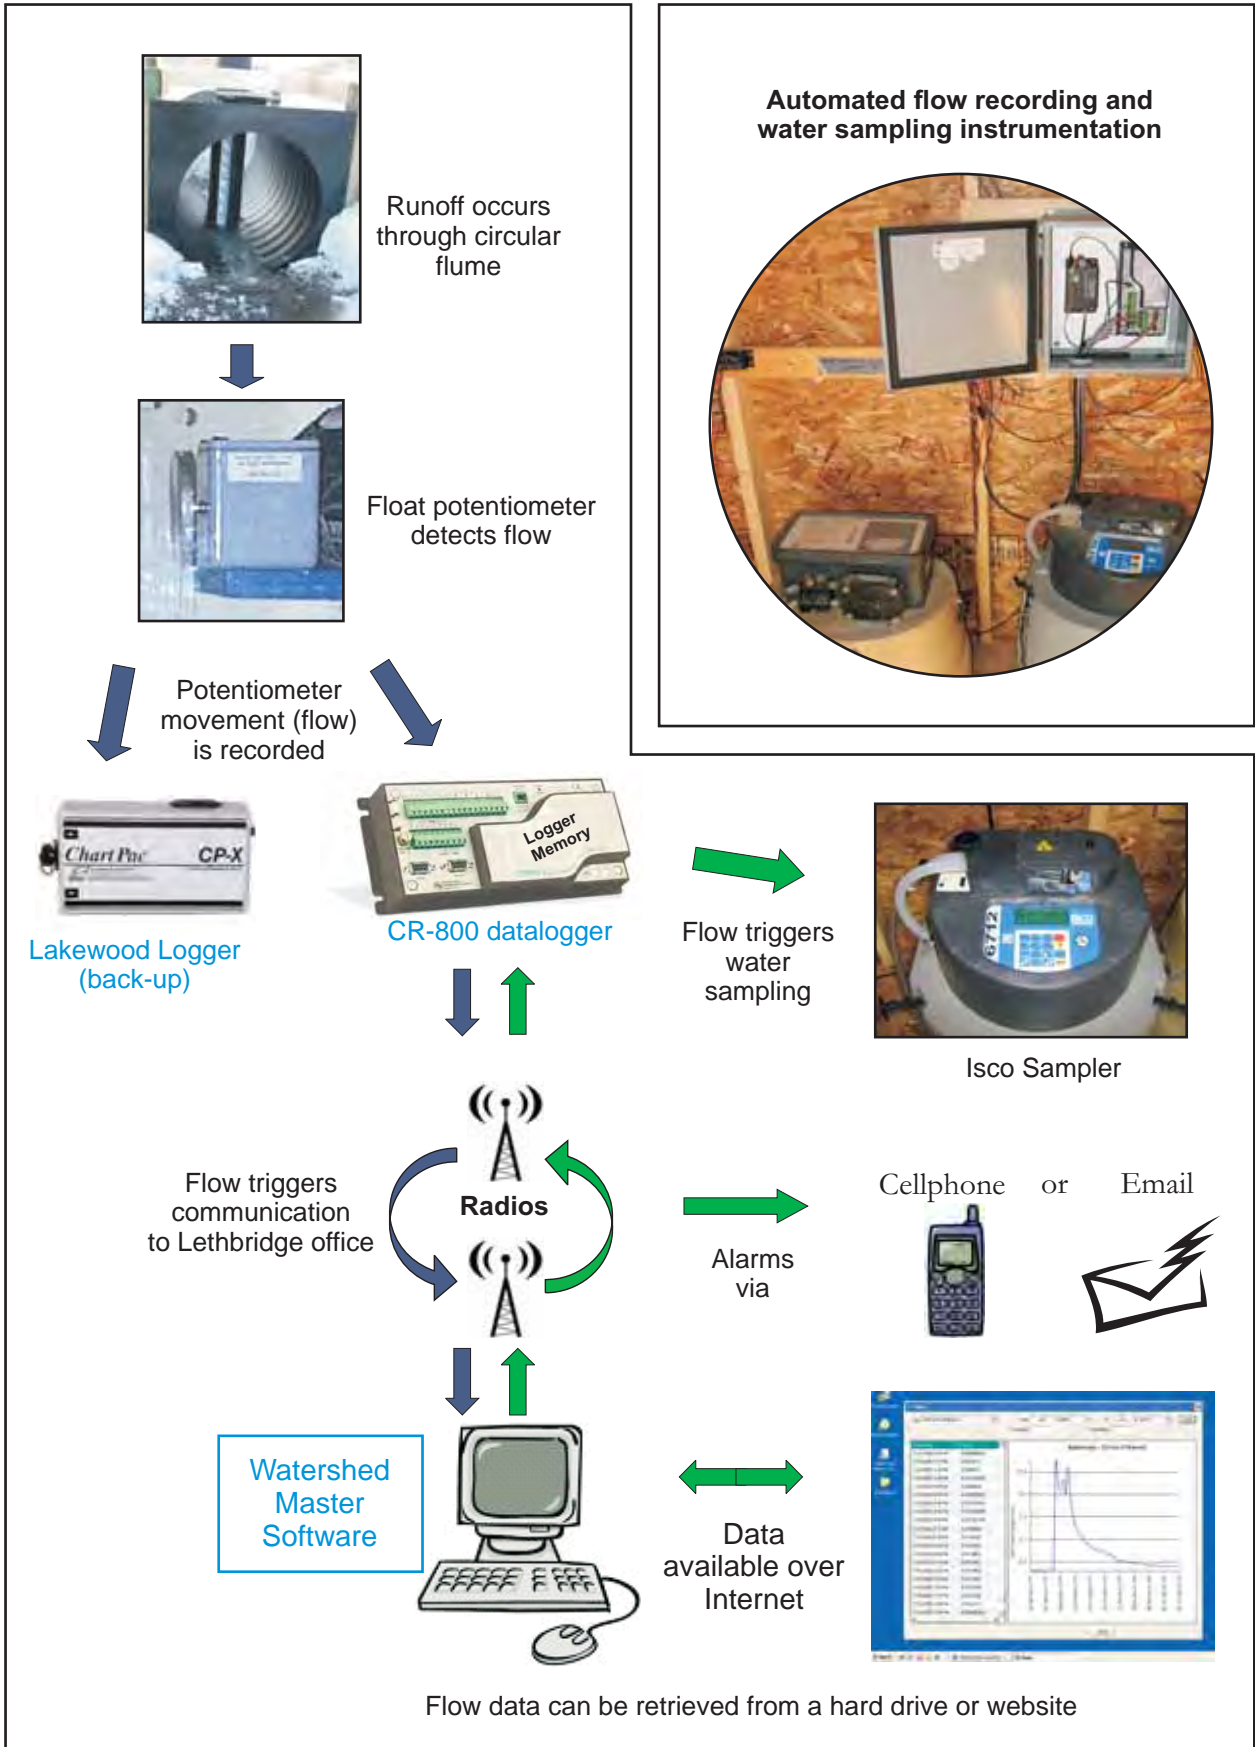 Automated flow recording and
water sampling instrumentation
Runoff occurs
through circular
flume
Float potentiometer
detects flow
Potentiometer
movement (flow)
is recorded
Chart Pac
CP-X
Lakewood Logger
(back-up)
Logger
Memory
CR-800 datalogger
Flow triggers
water
sampling
6712
Isco Sampler
Flow triggers
communication
to Lethbridge office
Radios
Alarms
via
Cellphone or Email
Watershed
Master
Software
Data
available over
Internet
Flow data can be retrieved from a hard drive or website